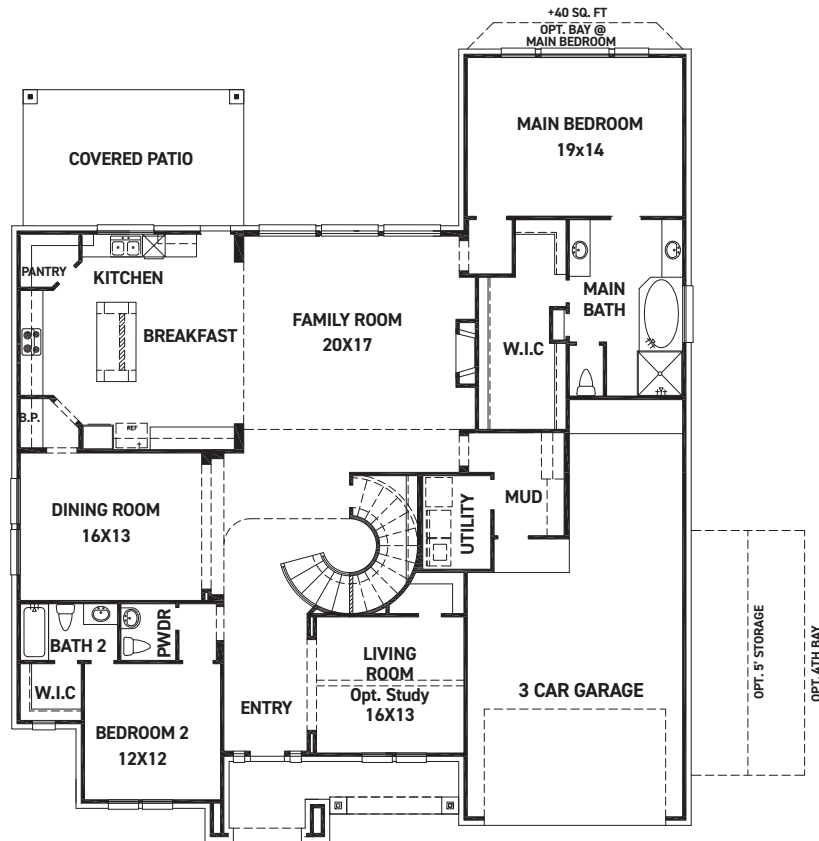 +40 SQ. FT
OPT. BAY @
MAIN BEDROOM
MAIN BEDROOM
19x14
COVERED PATIO
PANTRY
KITCHEN
BREAKFAST
FAMILY ROOM
20X17
MAIN
BATH
W.I.C
B.P.
REF
DINING ROOM
16X13
UTILITY
MUD
BATH 2
PWDR
W.I.C
BEDROOM 2
12X12
ENTRY
LIVING
ROOM
Opt. Study
16X13
3 CAR GARAGE
OPT. 5' STORAGE
OPT. 4TH BAY